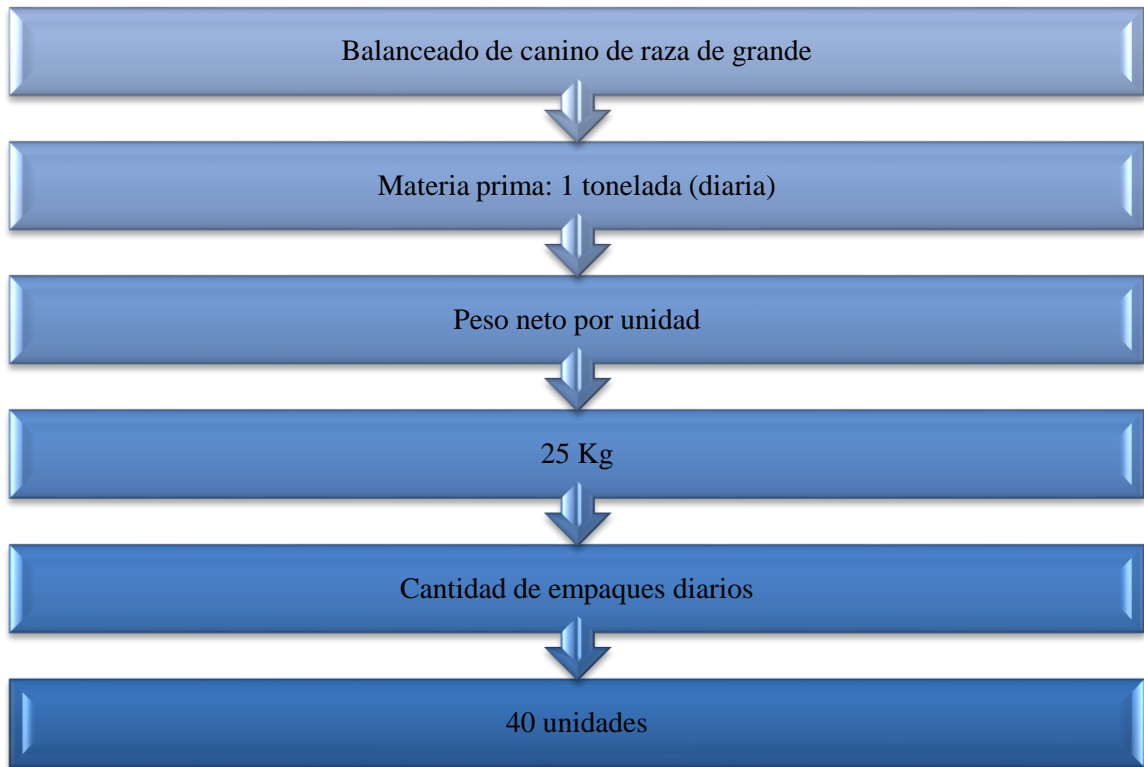 Balanceado de canino de raza de grande
Materia prima: 1 tonelada (diaria)
Peso neto por unidad
25 Kg
Cantidad de empaques diarios
40 unidades